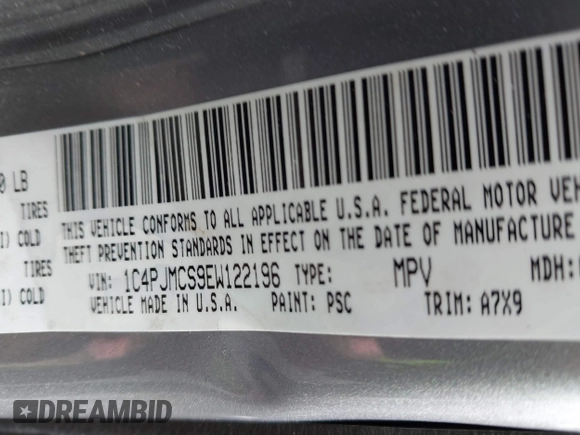 0 LB
TIRES
I) COLD
TIRES
I) COLD
THIS VEHICLE CONFORMS TO ALL APPLICABLE U.S.A. FEDERAL MOTOR VEH
THEFT PREVENTION STANDARDS IN EFFECT ON THE DATE OF MANUFACTURE
VIN: 1C4PJMCS9EW122196 TYPE: MPV MDH:
VEHICLE MADE IN U.S.A. PAINT: PSC TRIM: A7X9
DREAMBID